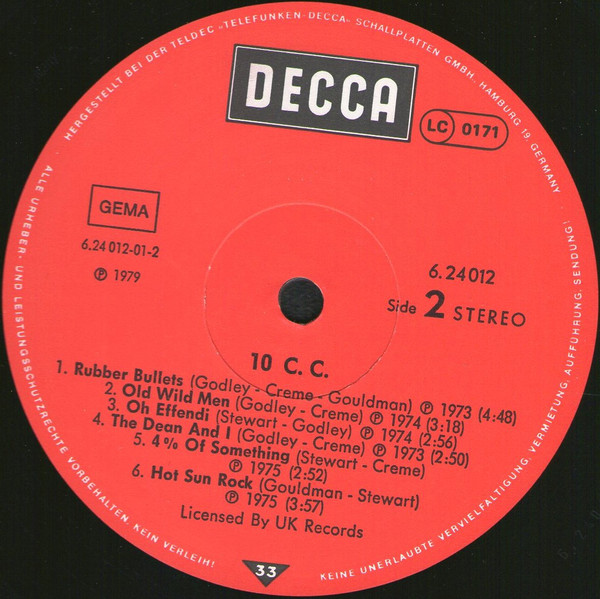 HERGESTELLT BEI DER TELDEC »TELEFUNKEN-DECCA« SCHALLPLATTEN GMBH, HAMBURG 19, GERMANY
DECCA
LC 0171
GEMA
6.24 012-01-2
℗ 1979
6.24012
Side 2 STEREO
10 C. C.
1. Rubber Bullets (Godley - Creme - Gouldman) ℗ 1973 (4:48)
2. Old Wild Men (Godley - Creme) ℗ 1974 (3:18)
3. Oh Effendi (Stewart - Godley) ℗ 1974 (2:56)
4. The Dean And I (Godley - Creme) ℗ 1973 (2:50)
5. 4% Of Something (Stewart - Creme)
℗ 1975 (2:52)
6. Hot Sun Rock (Gouldman - Stewart)
℗ 1975 (3:57)
Licensed By UK Records
33
ALLE URHEBER- UND LEISTUNGSSCHUTZRECHTE VORBEHALTEN. KEIN VERLEIH!
KEINE UNERLAUBTE VERVIELFÄLTIGUNG, VERMIETUNG, AUFFÜHRUNG, SENDUNG!